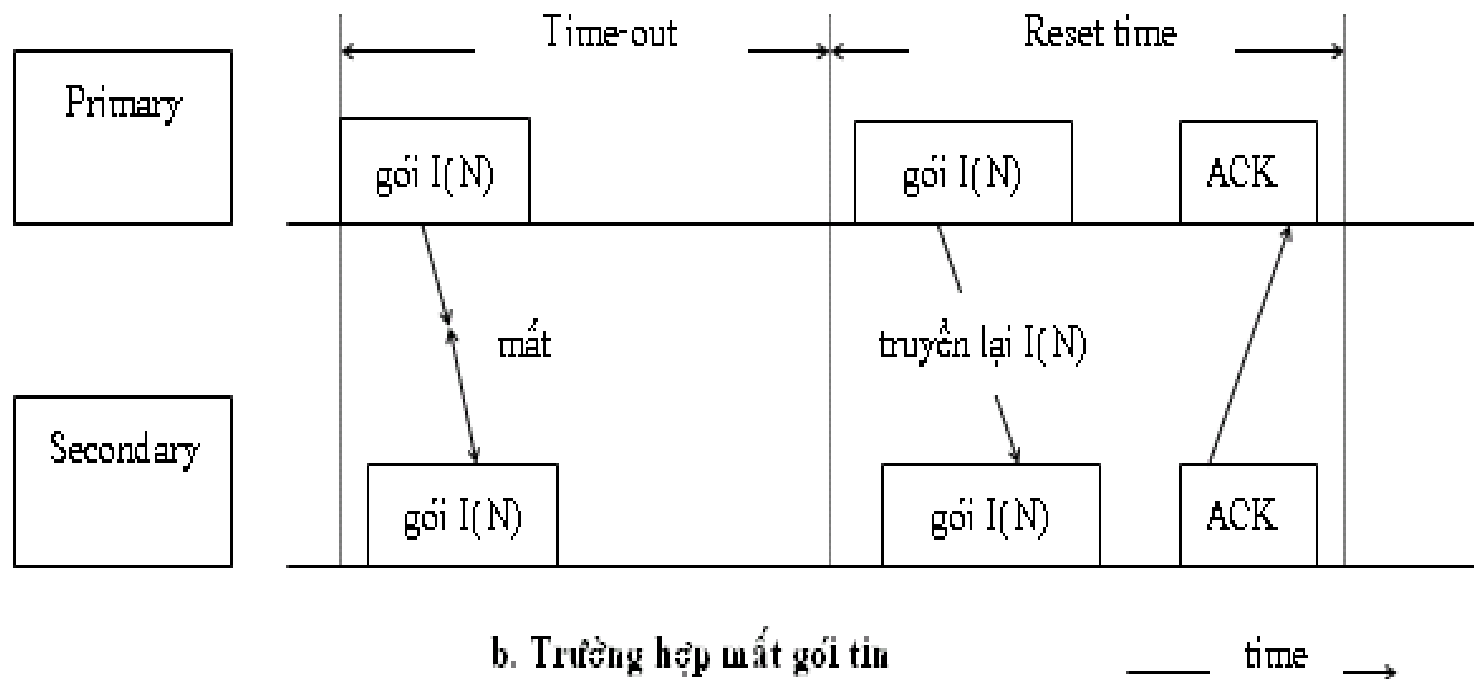 Time-out
Reset time
Primary
gói I(N)
gói I(N)
ACK
mất
truyền lại I(N)
Secondary
gói I(N)
gói I(N)
ACK
b. Trường hợp mất gói tin
time